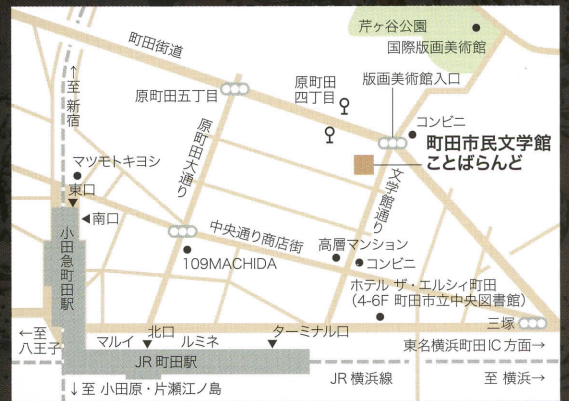 芹ヶ谷公園
国際版画美術館
町田街道
↑至 新宿
原町田五丁目
原町田
四丁目
版画美術館入口
コンビニ
町田市民文学館
ことばらんど
マツモトキヨシ
東口
◀南口
原町田大通り
文学館通り
小田急町田駅
中央通り商店街
109MACHIDA
高層マンション
コンビニ
ホテル ザ・エルシィ町田
(4-6F 町田市立中央図書館)
三塚
←至
八王子
マルイ
北口
ルミネ
ターミナル口
東名横浜町田IC 方面→
JR 町田駅
JR 横浜線
至 横浜→
↓至 小田原・片瀬江ノ島